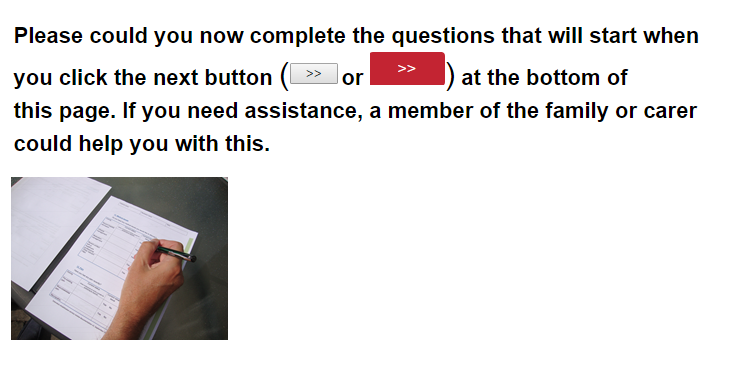 Please could you now complete the questions that will start when
you click the next button ( >> or >> ) at the bottom of
this page. If you need assistance, a member of the family or carer
could help you with this.